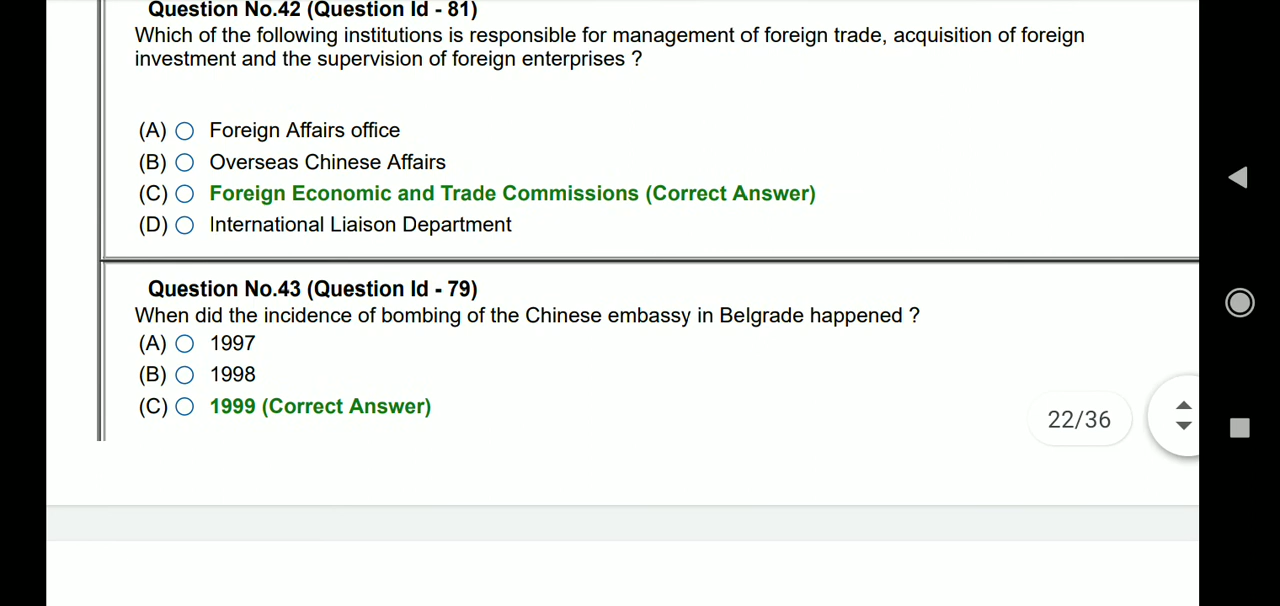 Question No.42 (Question Id - 81)
Which of the following institutions is responsible for management of foreign trade, acquisition of foreign
investment and the supervision of foreign enterprises ?
(A) Foreign Affairs office
(B) Overseas Chinese Affairs
(C) Foreign Economic and Trade Commissions (Correct Answer)
(D) International Liaison Department
Question No.43 (Question Id - 79)
When did the incidence of bombing of the Chinese embassy in Belgrade happened ?
(A) 1997
(B) 1998
(C) 1999 (Correct Answer)
22/36